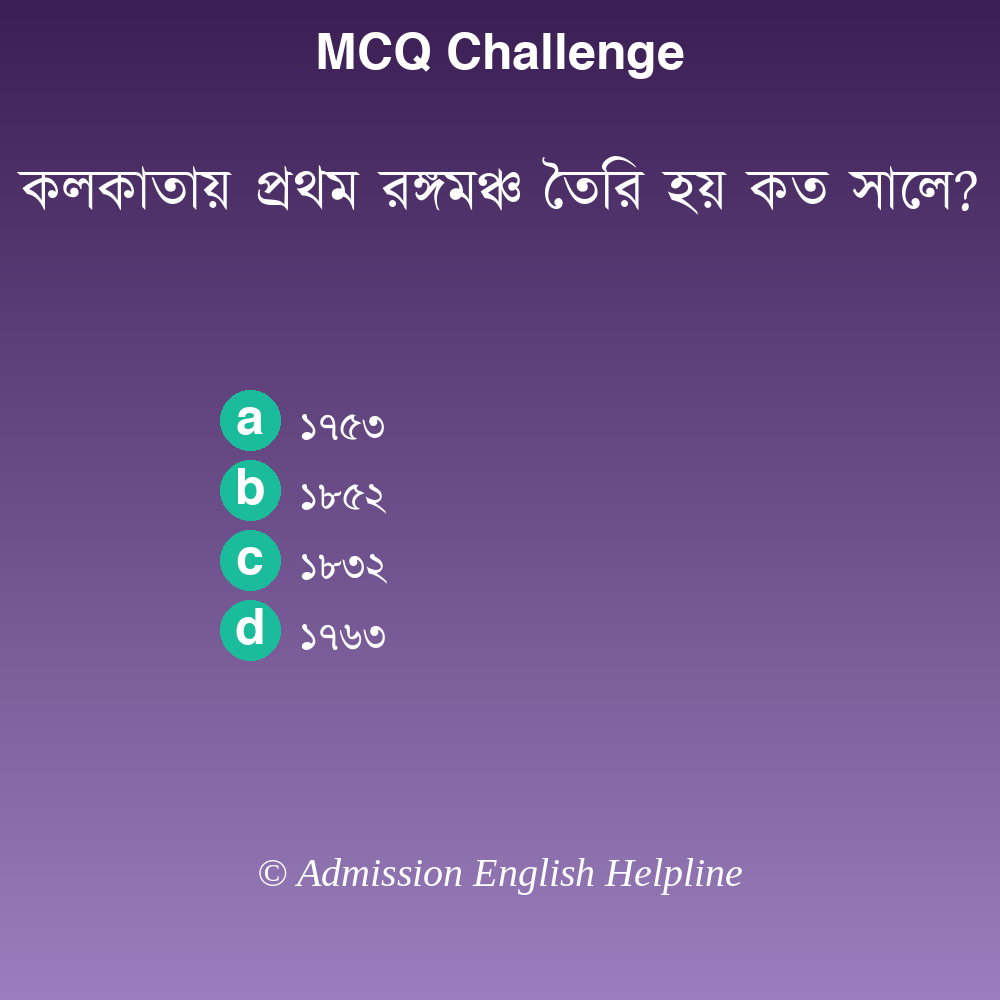 MCQ Challenge
কলকাতায় প্রথম রঙ্গমঞ্চ তৈরি হয় কত সালে?
a ১৭৫৩
b ১৮৫২
c ১৮৩২
d ১৭৬৩
© Admission English Helpline